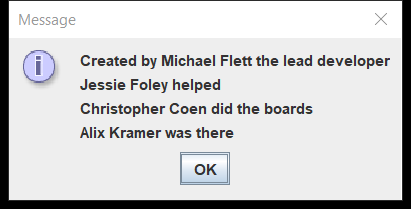 Message
Created by Michael Flett the lead developer
Jessie Foley helped
Christopher Coen did the boards
Alix Kramer was there
OK